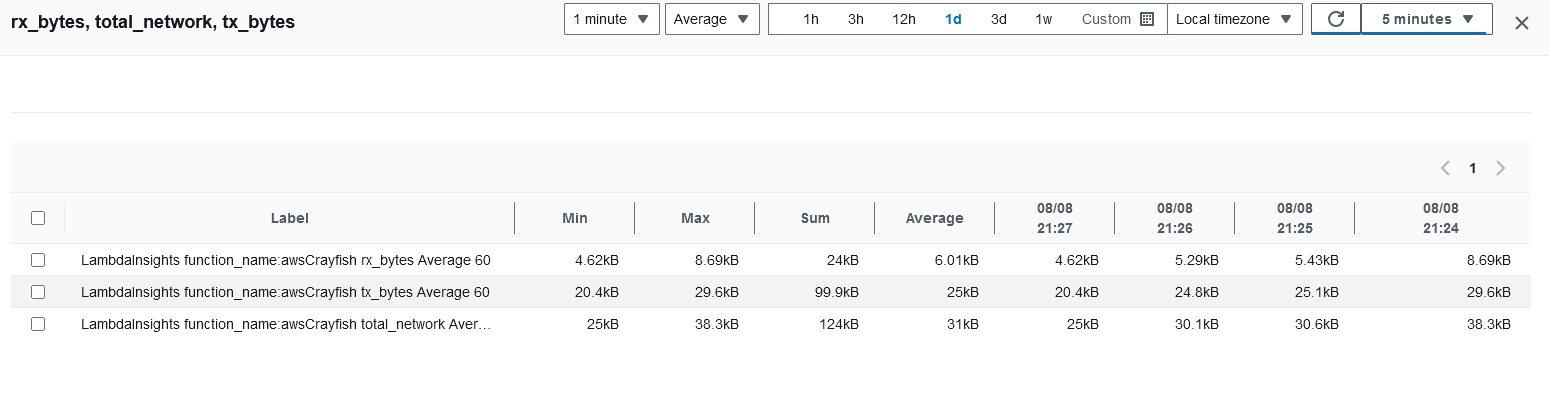 rx_bytes, total_network, tx_bytes 1 minute Average 1h 3h 12h 1d 3d 1w Custom Local timezone 5 minutes
1
Label Min Max Sum Average 08/08 21:27 08/08 21:26 08/08 21:25 08/08 21:24
LambdaInsights function_name:awsCrayfish rx_bytes Average 60 4.62kB 8.69kB 24kB 6.01kB 4.62kB 5.29kB 5.43kB 8.69kB
LambdaInsights function_name:awsCrayfish tx_bytes Average 60 20.4kB 29.6kB 99.9kB 25kB 20.4kB 24.8kB 25.1kB 29.6kB
LambdaInsights function_name:awsCrayfish total_network Aver... 25kB 38.3kB 124kB 31kB 25kB 30.1kB 30.6kB 38.3kB